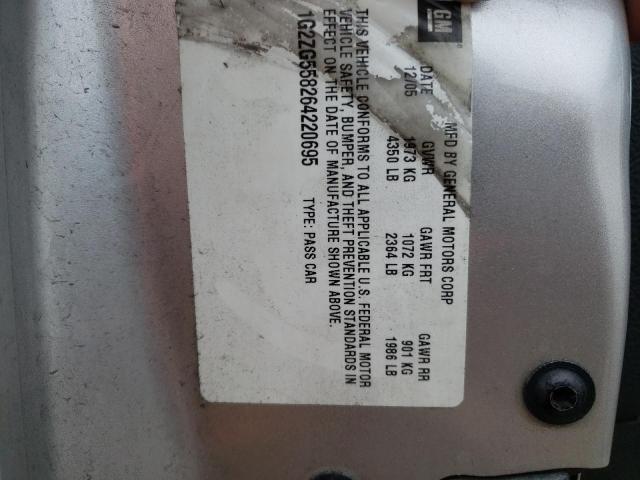 GM
MFD BY GENERAL MOTORS CORP
DATE GVWR GAWR FRT GAWR RR
12/05 1973 KG 1072 KG 901 KG
4350 LB 2364 LB 1986 LB
THIS VEHICLE CONFORMS TO ALL APPLICABLE U.S. FEDERAL MOTOR
VEHICLE SAFETY, BUMPER, AND THEFT PREVENTION STANDARDS IN
EFFECT ON THE DATE OF MANUFACTURE SHOWN ABOVE.
1G2ZG558264220695 TYPE: PASS CAR